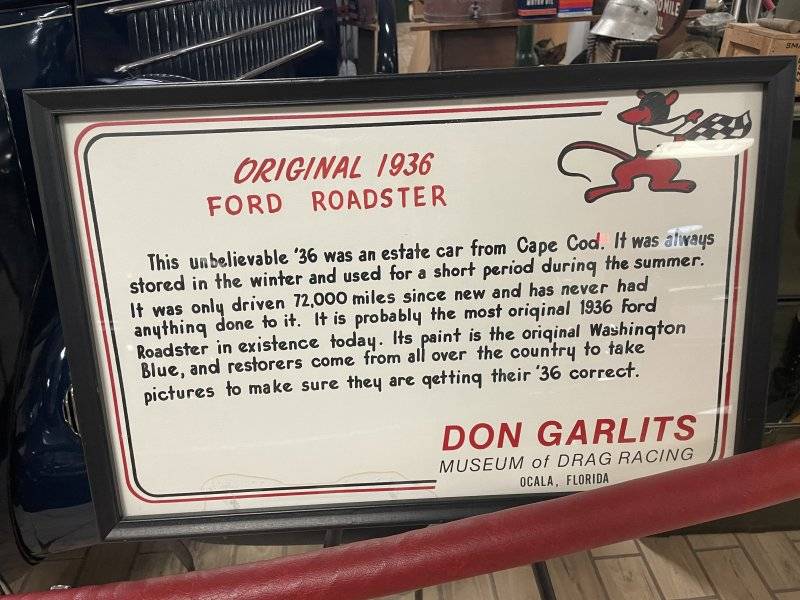 ORIGINAL 1936
FORD ROADSTER
This unbelievable '36 was an estate car from Cape Cod. It was always
stored in the winter and used for a short period during the summer.
It was only driven 72,000 miles since new and has never had
anything done to it. It is probably the most original 1936 Ford
Roadster in existence today. Its paint is the original Washington
Blue, and restorers come from all over the country to take
pictures to make sure they are getting their '36 correct.
DON GARLITS
MUSEUM of DRAG RACING
OCALA, FLORIDA